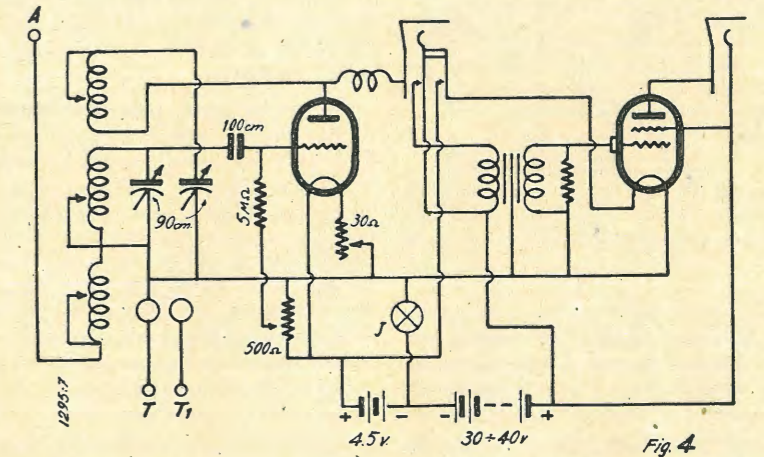 A
100cm
90cm.
5MΩ
30Ω
500Ω
J
1295:7
T T1
+ - - +
4.5v. 30÷40v
Fig. 4